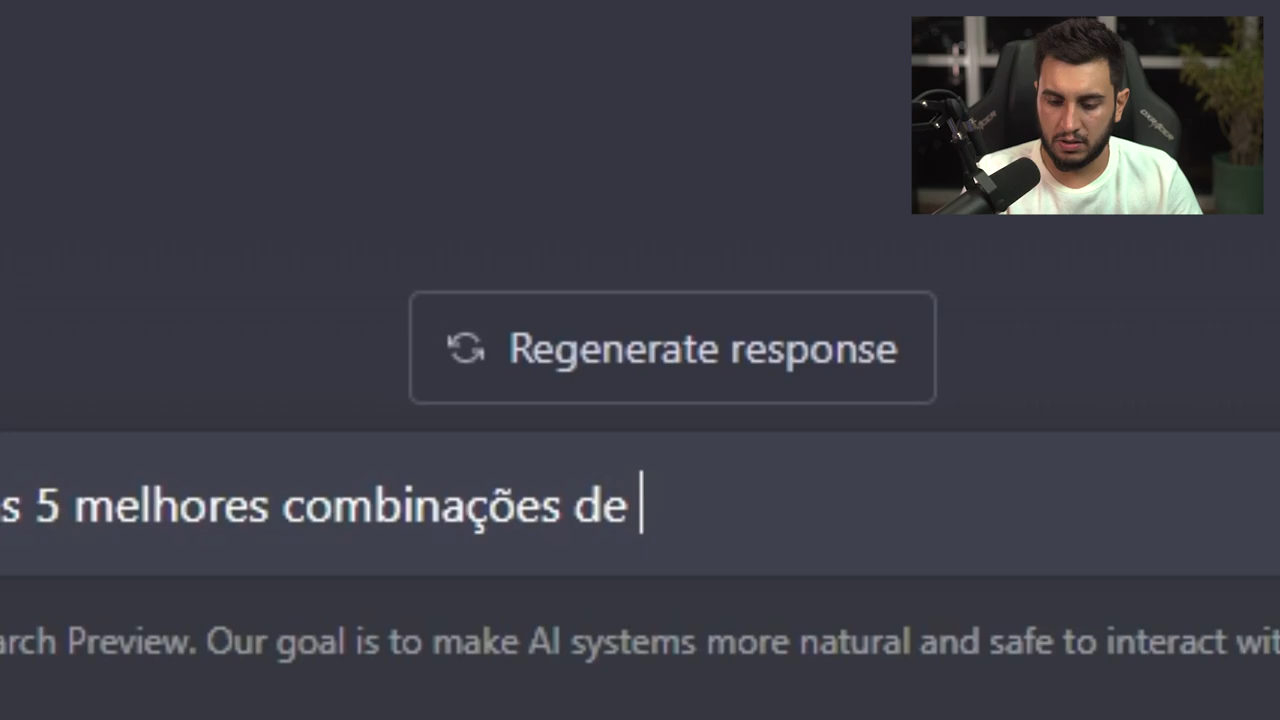 Regenerate response
s 5 melhores combinações de
arch Preview. Our goal is to make AI systems more natural and safe to interact wit